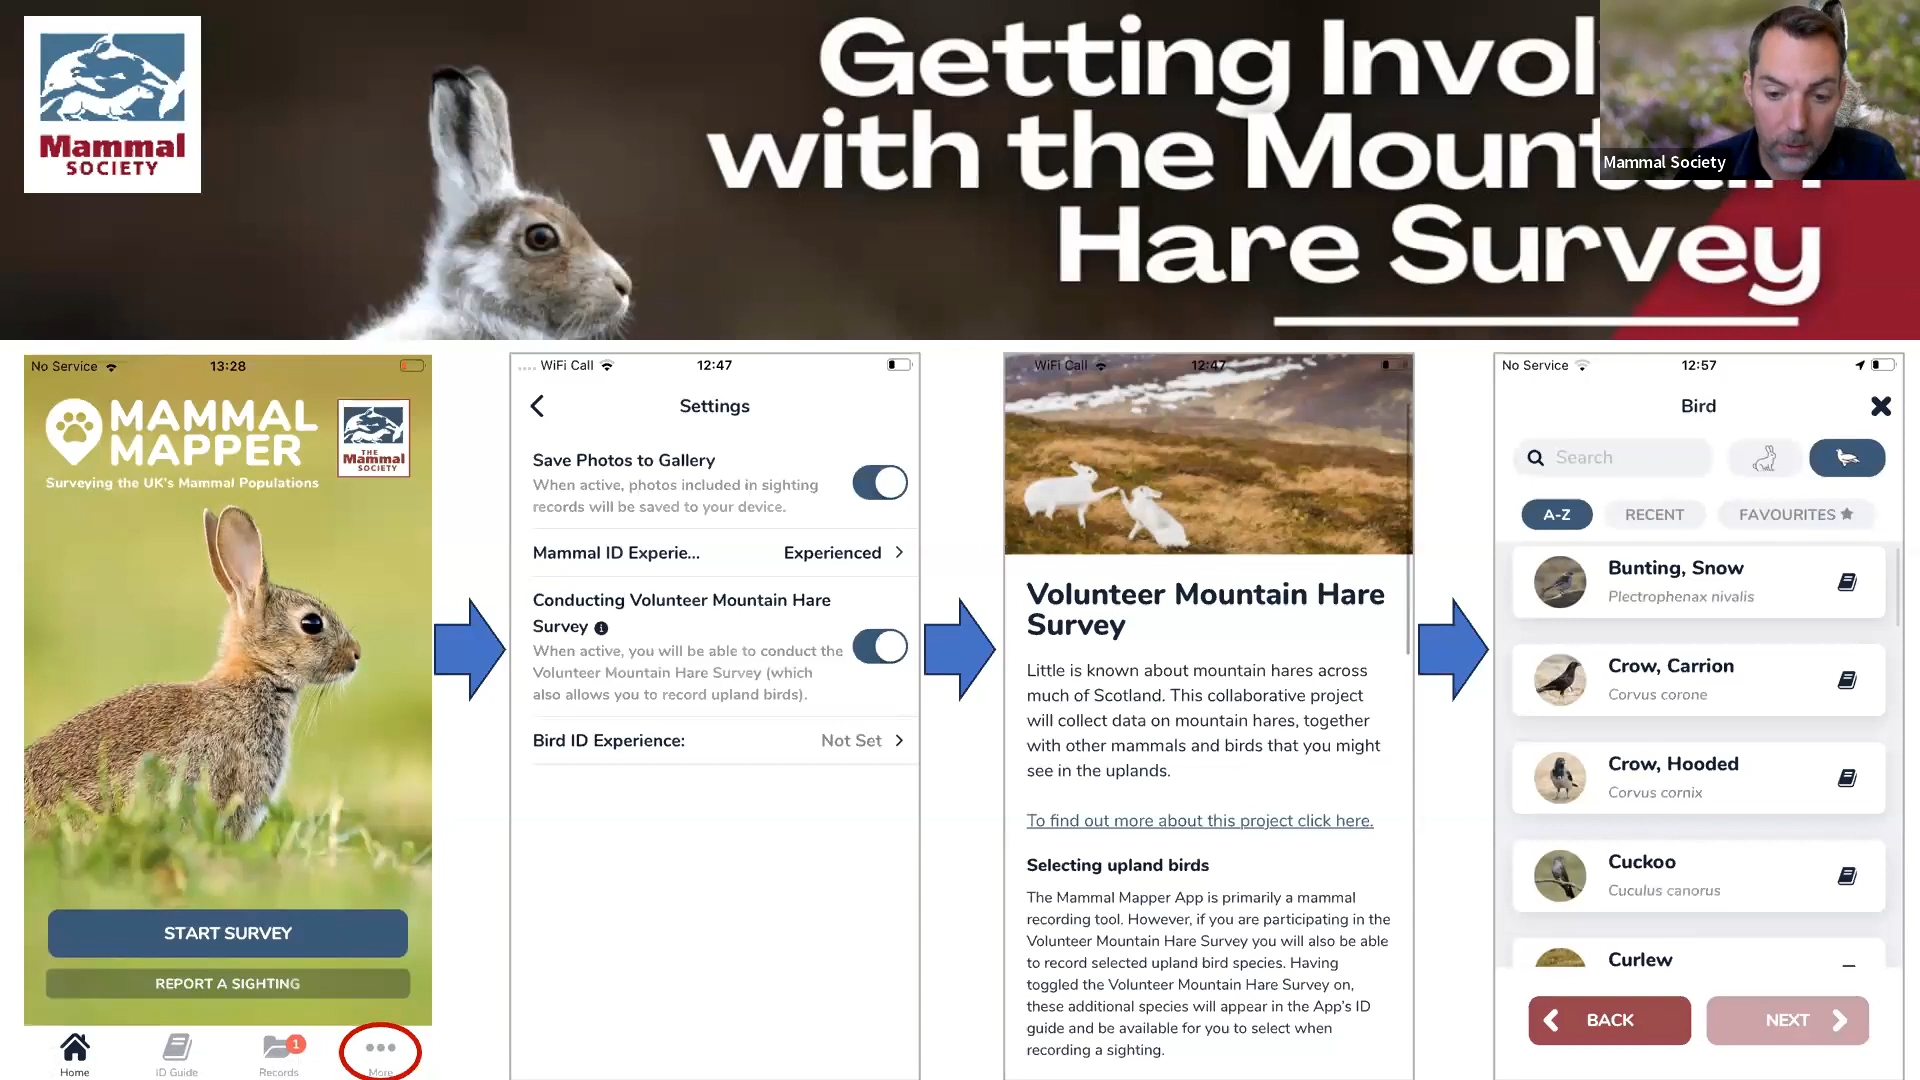 Mammal
SOCIETY
Getting Invol
with the Mountain
Hare Survey
Mammal Society
No Service
13:28
MAMMAL
MAPPER
Surveying the UK's Mammal Populations
THE
Mammal
SOCIETY
START SURVEY
REPORT A SIGHTING
Home
ID Guide
Records
1
More
WiFi Call
12:47
Settings
Save Photos to Gallery
When active, photos included in sighting
records will be saved to your device.
Mammal ID Experie...
Experienced
Conducting Volunteer Mountain Hare
Survey
When active, you will be able to conduct the
Volunteer Mountain Hare Survey (which
also allows you to record upland birds).
Bird ID Experience:
Not Set
WiFi Call
12:47
Volunteer Mountain Hare
Survey
Little is known about mountain hares across
much of Scotland. This collaborative project
will collect data on mountain hares, together
with other mammals and birds that you might
see in the uplands.
To find out more about this project click here.
Selecting upland birds
The Mammal Mapper App is primarily a mammal
recording tool. However, if you are participating in the
Volunteer Mountain Hare Survey you will also be able
to record selected upland bird species. Having
toggled the Volunteer Mountain Hare Survey on,
these additional species will appear in the App's ID
guide and be available for you to select when
recording a sighting.
No Service
12:57
Bird
Search
A-Z
RECENT
FAVOURITES
Bunting, Snow
Plectrophenax nivalis
Crow, Carrion
Corvus corone
Crow, Hooded
Corvus cornix
Cuckoo
Cuculus canorus
Curlew
BACK
NEXT